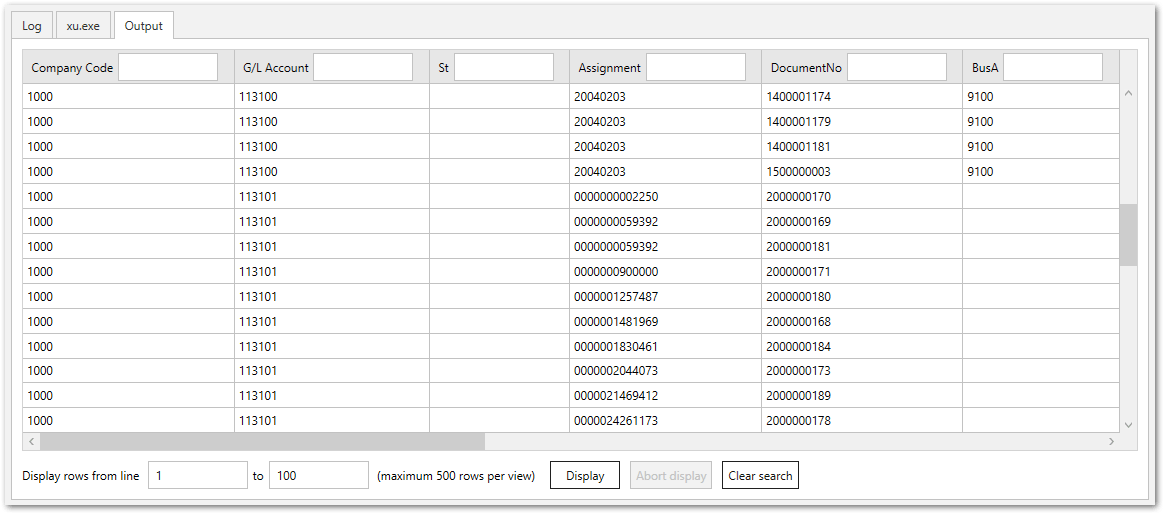 Log xu.exe Output
Company Code G/L Account St Assignment DocumentNo BusA
1000 113100 20040203 1400001174 9100
1000 113100 20040203 1400001179 9100
1000 113100 20040203 1400001181 9100
1000 113100 20040203 1500000003 9100
1000 113101 0000000002250 2000000170
1000 113101 0000000059392 2000000169
1000 113101 0000000059392 2000000181
1000 113101 0000000900000 2000000171
1000 113101 0000001257487 2000000180
1000 113101 0000001481969 2000000168
1000 113101 0000001830461 2000000184
1000 113101 0000002044073 2000000173
1000 113101 0000021469412 2000000189
1000 113101 0000024261173 2000000178
Display rows from line 1 to 100 (maximum 500 rows per view) Display Abort display Clear search